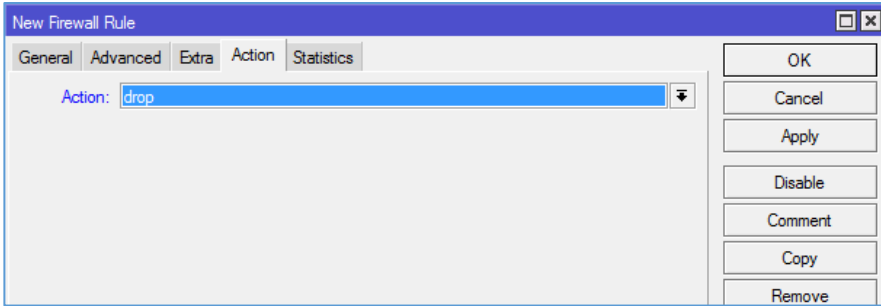 New Firewall Rule
General Advanced Extra Action Statistics
Action: drop
OK
Cancel
Apply
Disable
Comment
Copy
Remove